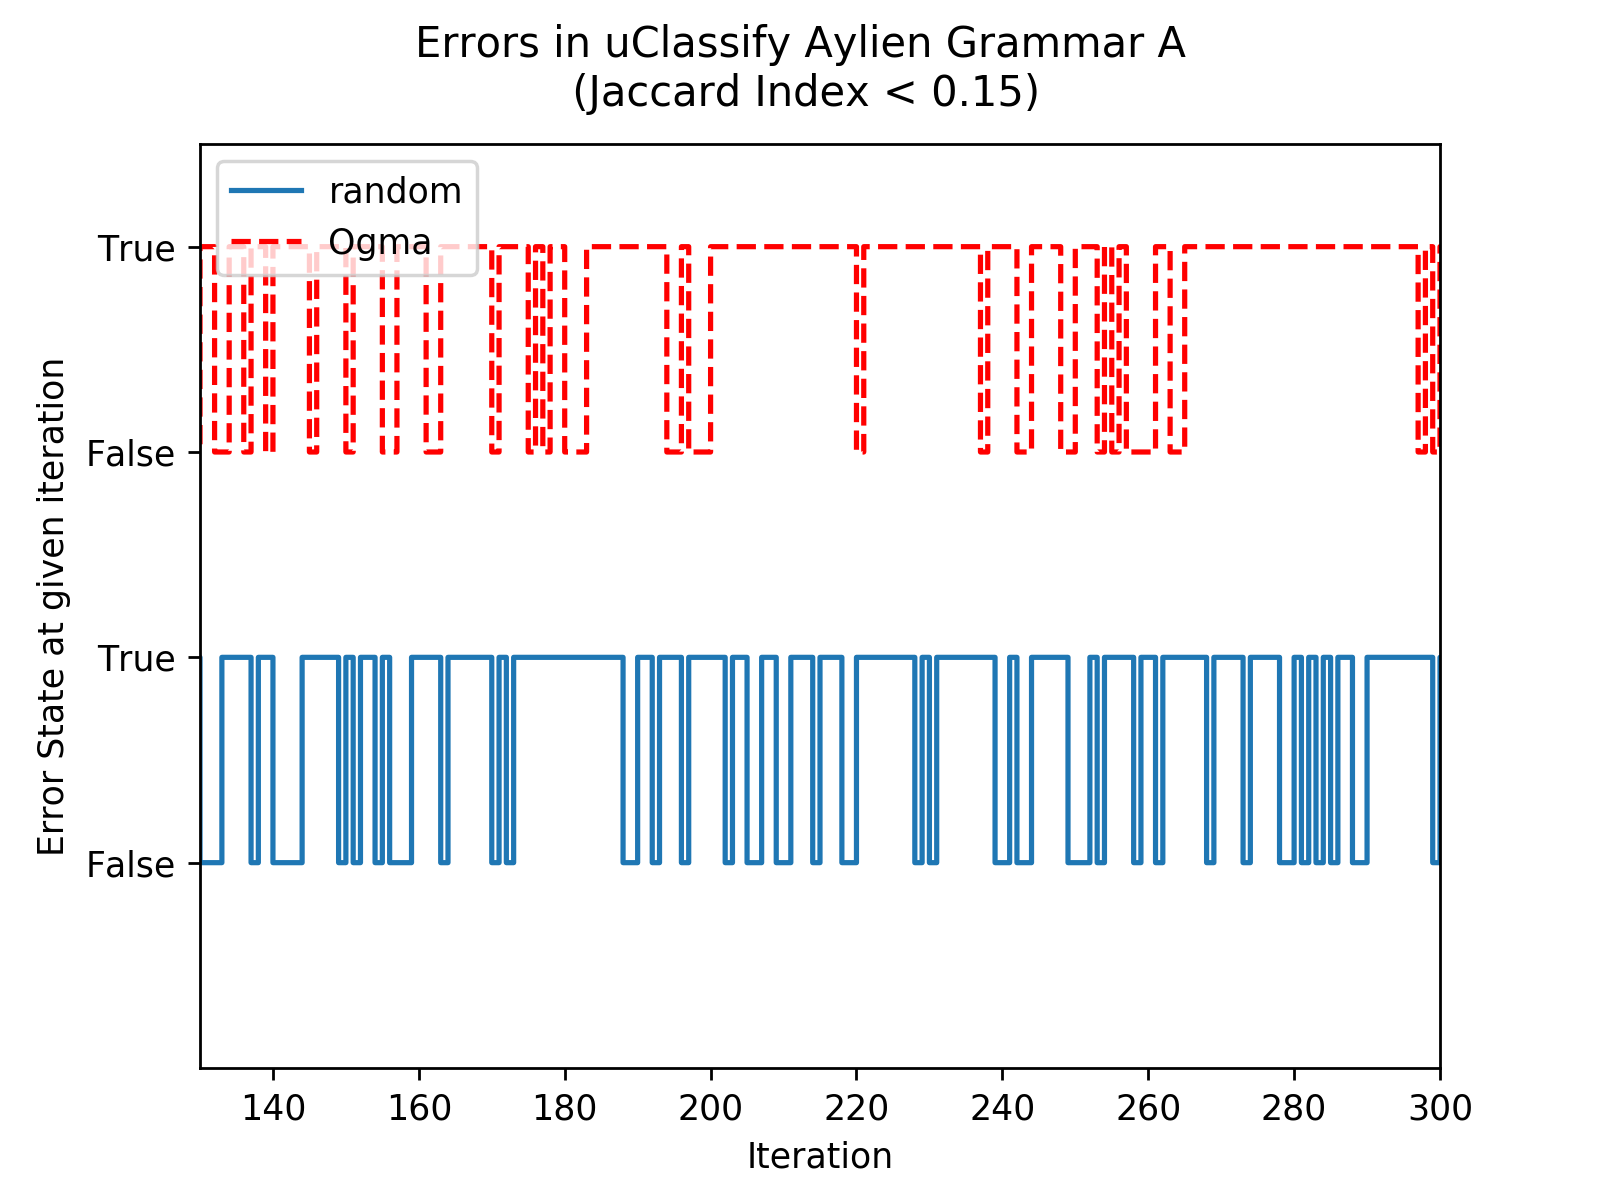 Errors in uClassify Aylien Grammar A
(Jaccard Index < 0.15)
random
Ogma
True
False
True
False
Error State at given iteration
140 160 180 200 220 240 260 280 300
Iteration